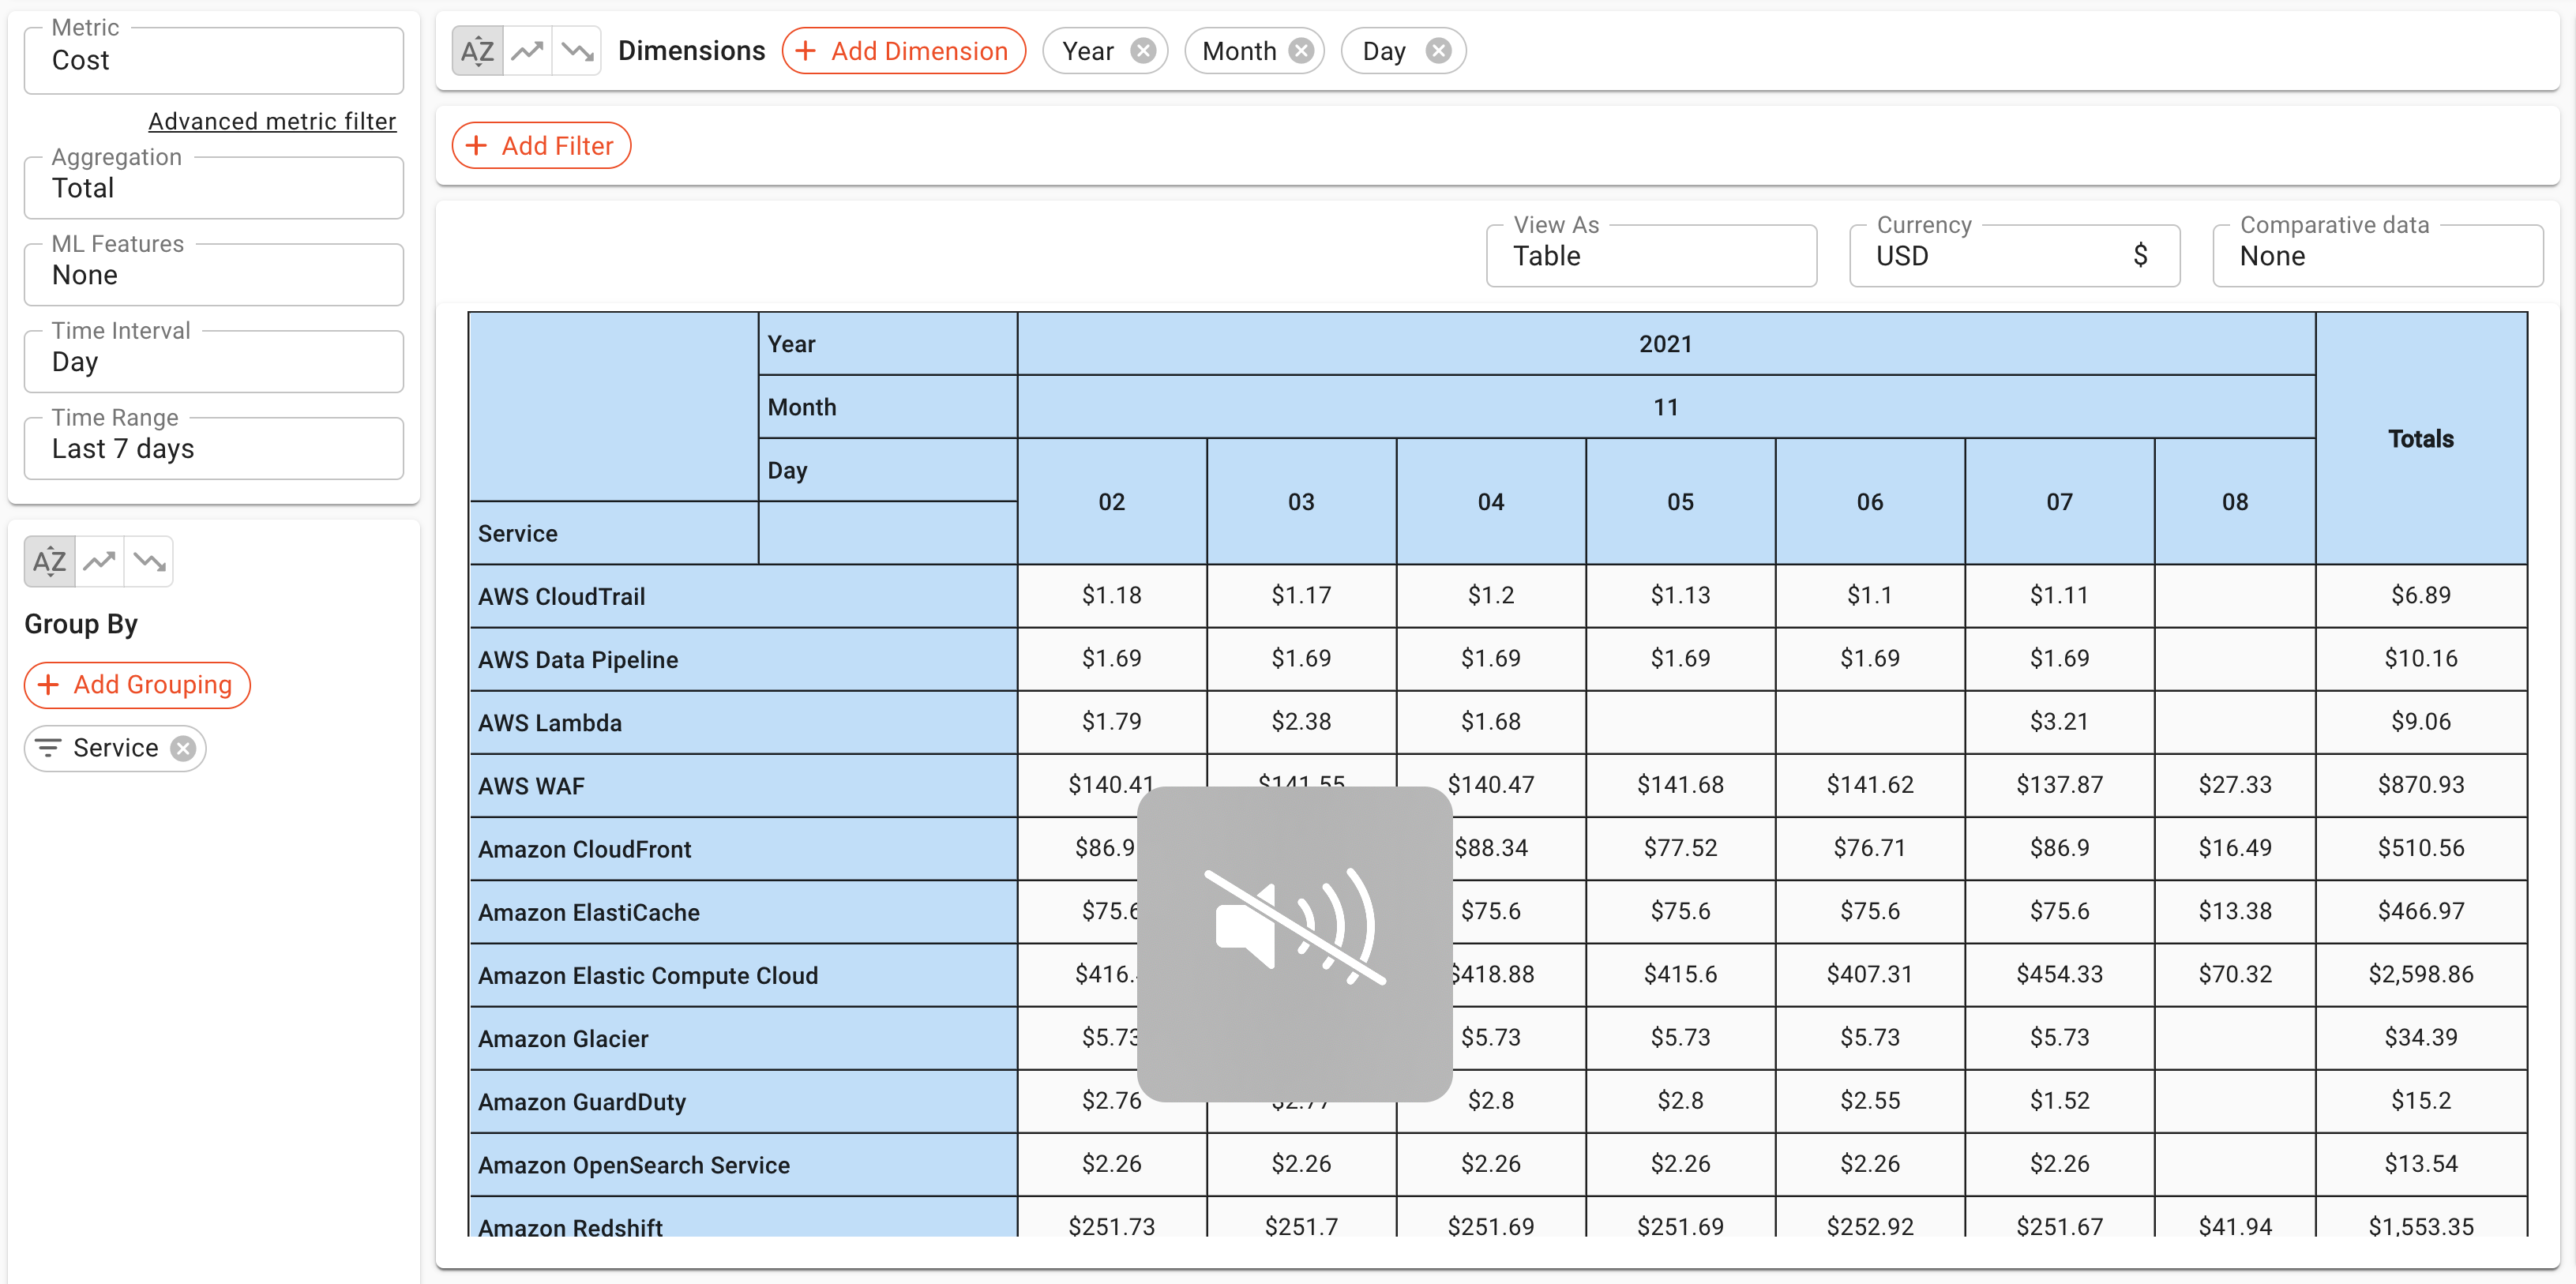 Metric
Cost
Advanced metric filter
Aggregation
Total
ML Features
None
Time Interval
Day
Time Range
Last 7 days
AZ
Group By
+ Add Grouping
Service
AZ Dimensions + Add Dimension Year Month Day
+ Add Filter
View As Currency Comparative data
Table USD $ None
Year 2021 Totals
Month 11
Day 02 03 04 05 06 07 08
Service
AWS CloudTrail $1.18 $1.17 $1.2 $1.13 $1.1 $1.11 $6.89
AWS Data Pipeline $1.69 $1.69 $1.69 $1.69 $1.69 $1.69 $10.16
AWS Lambda $1.79 $2.38 $1.68 $3.21 $9.06
AWS WAF $140.41 $141.55 $140.47 $141.68 $141.62 $137.87 $27.33 $870.93
Amazon CloudFront $88.34 $77.52 $76.71 $86.9 $16.49 $510.56
Amazon ElastiCache $75.6 $75.6 $75.6 $75.6 $75.6 $13.38 $466.97
Amazon Elastic Compute Cloud $418.88 $415.6 $407.31 $454.33 $70.32 $2,598.86
Amazon Glacier $5.73 $5.73 $5.73 $5.73 $5.73 $34.39
Amazon GuardDuty $2.76 $2.77 $2.8 $2.8 $2.55 $1.52 $15.2
Amazon OpenSearch Service $2.26 $2.26 $2.26 $2.26 $2.26 $2.26 $13.54
Amazon Redshift $251.73 $251.7 $251.69 $251.69 $252.92 $251.67 $41.94 $1,553.35